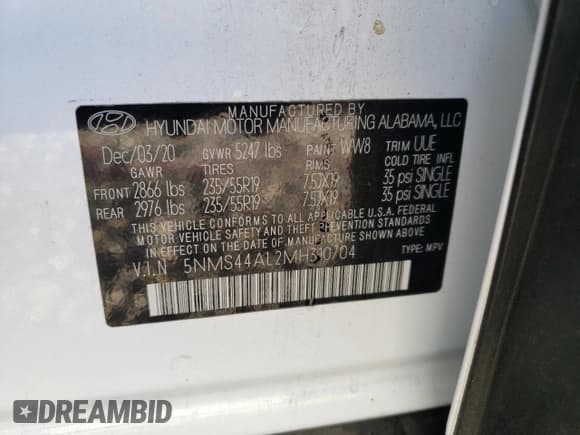 MANUFACTURED BY
HYUNDAI MOTOR MANUFACTURING ALABAMA, LLC
Dec/03/20 GVWR 5247 lbs PAINT WW8 TRIM UUE
GAWR TIRES RIMS COLD TIRE INFL
FRONT 2866 lbs 235/55R19 7.5JX19 35 psi SINGLE
REAR 2976 lbs 235/55R19 7.5JX19 35 psi SINGLE
THIS VEHICLE CONFORMS TO ALL APPLICABLE U.S.A. FEDERAL
MOTOR VEHICLE SAFETY, BUMPER, AND THEFT PREVENTION STANDARDS
IN EFFECT ON THE DATE OF MANUFACTURE SHOWN ABOVE.
V.I.N TYPE: MPV
DREAMBID